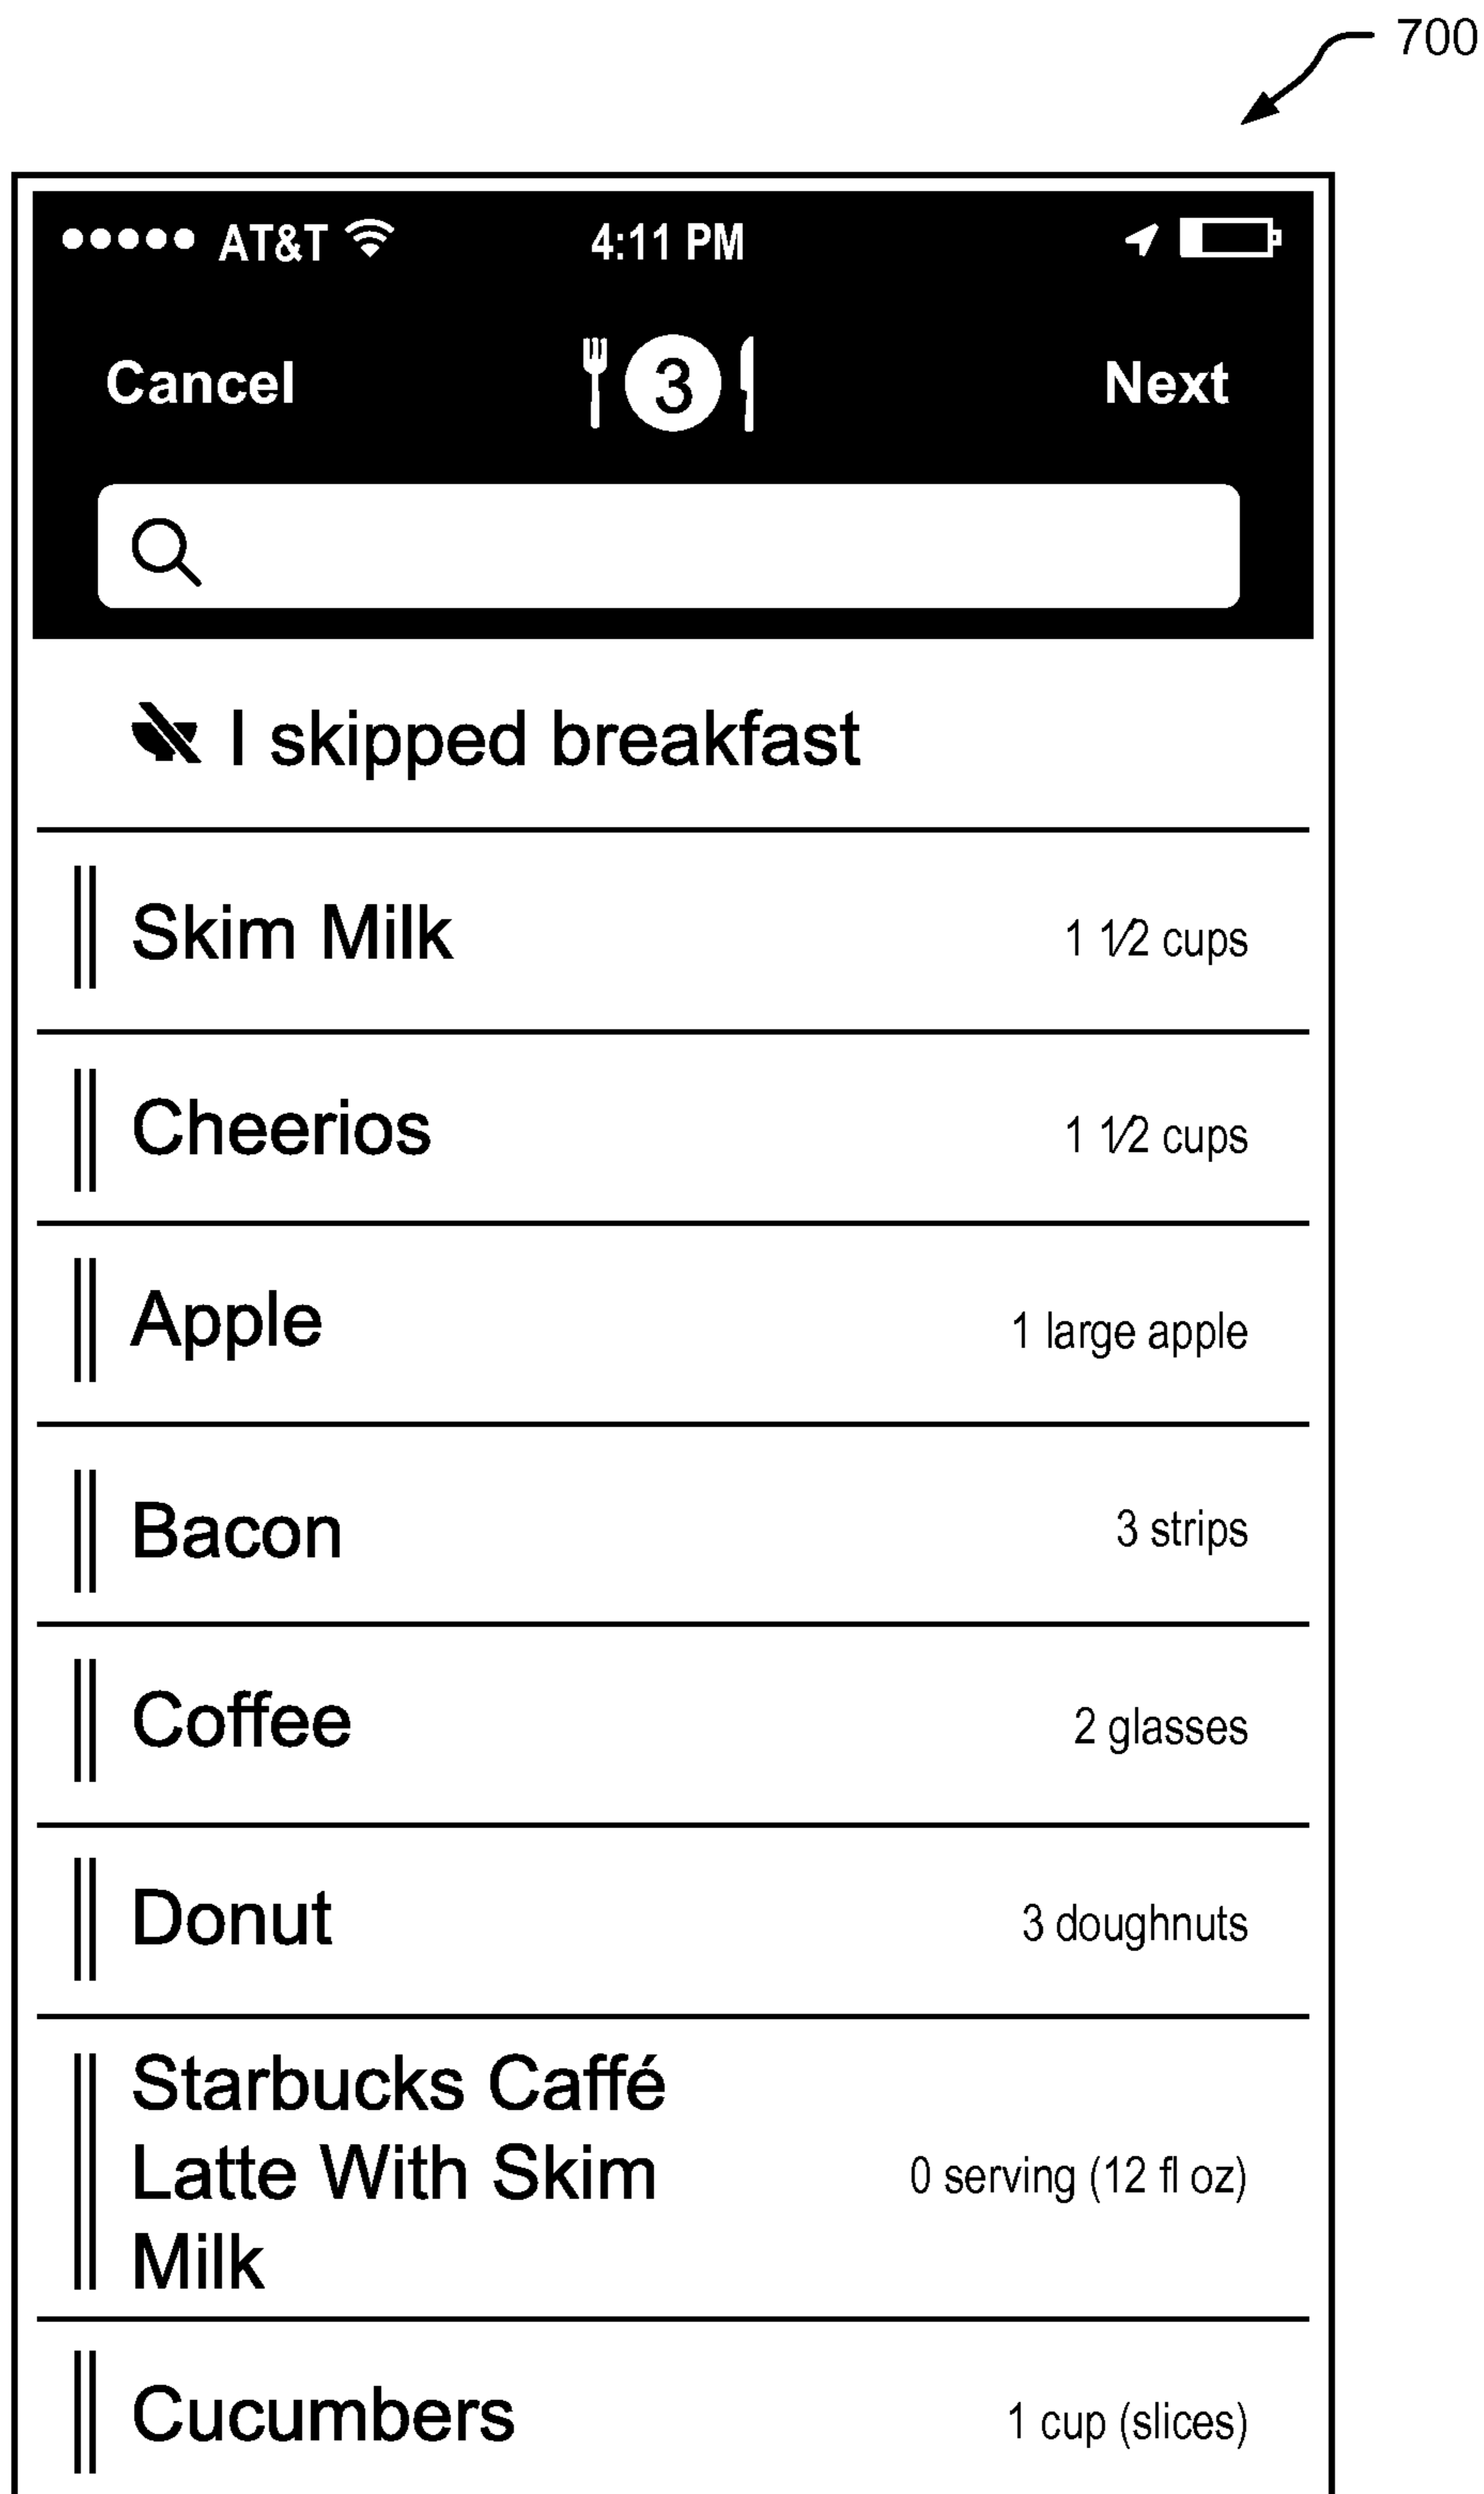 700
AT&T 4:11 PM
Cancel 3 Next
I skipped breakfast
Skim Milk 1 1/2 cups
Cheerios 1 1/2 cups
Apple 1 large apple
Bacon 3 strips
Coffee 2 glasses
Donut 3 doughnuts
Starbucks Caffé
Latte With Skim 0 serving (12 fl oz)
Milk
Cucumbers 1 cup (slices)